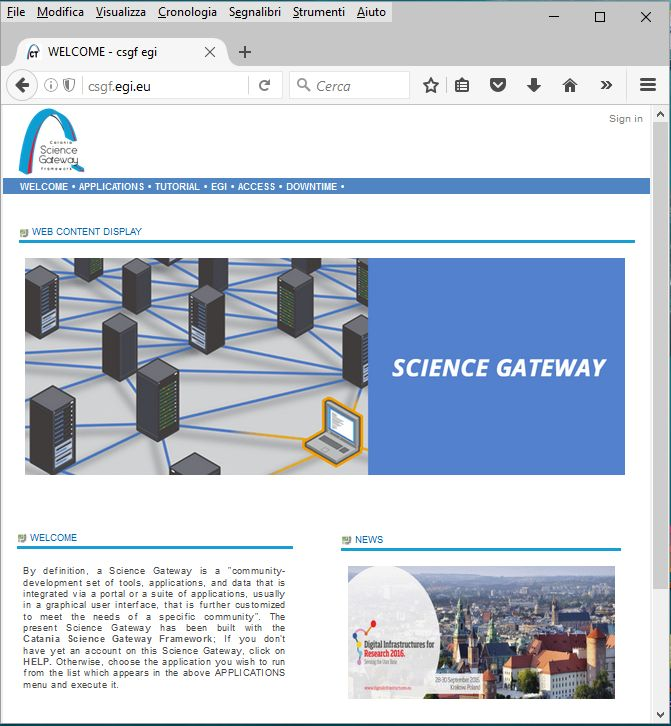 File Modifica Visualizza Cronologia Segnalibri Strumenti Aiuto
WELCOME - csgf egi
csgf.egi.eu
Cerca
Sign in
Catania
Science
Gateway
framework
WELCOME • APPLICATIONS • TUTORIAL • EGI • ACCESS • DOWNTIME •
WEB CONTENT DISPLAY
SCIENCE GATEWAY
WELCOME
By definition, a Science Gateway is a "community-
development set of tools, applications, and data that is
integrated via a portal or a suite of applications, usually
in a graphical user interface, that is further customized
to meet the needs of a specific community". The
present Science Gateway has been built with the
Catania Science Gateway Framework; If you don't
have yet an account on this Science Gateway, click on
HELP. Otherwise, choose the application you wish to run
from the list which appears in the above APPLICATIONS
menu and execute it.
NEWS
Digital Infrastructures for
Research 2016.
Serving the User Base
www.digitalinfrastructures.eu
28-30 September 2016,
Krakow Poland